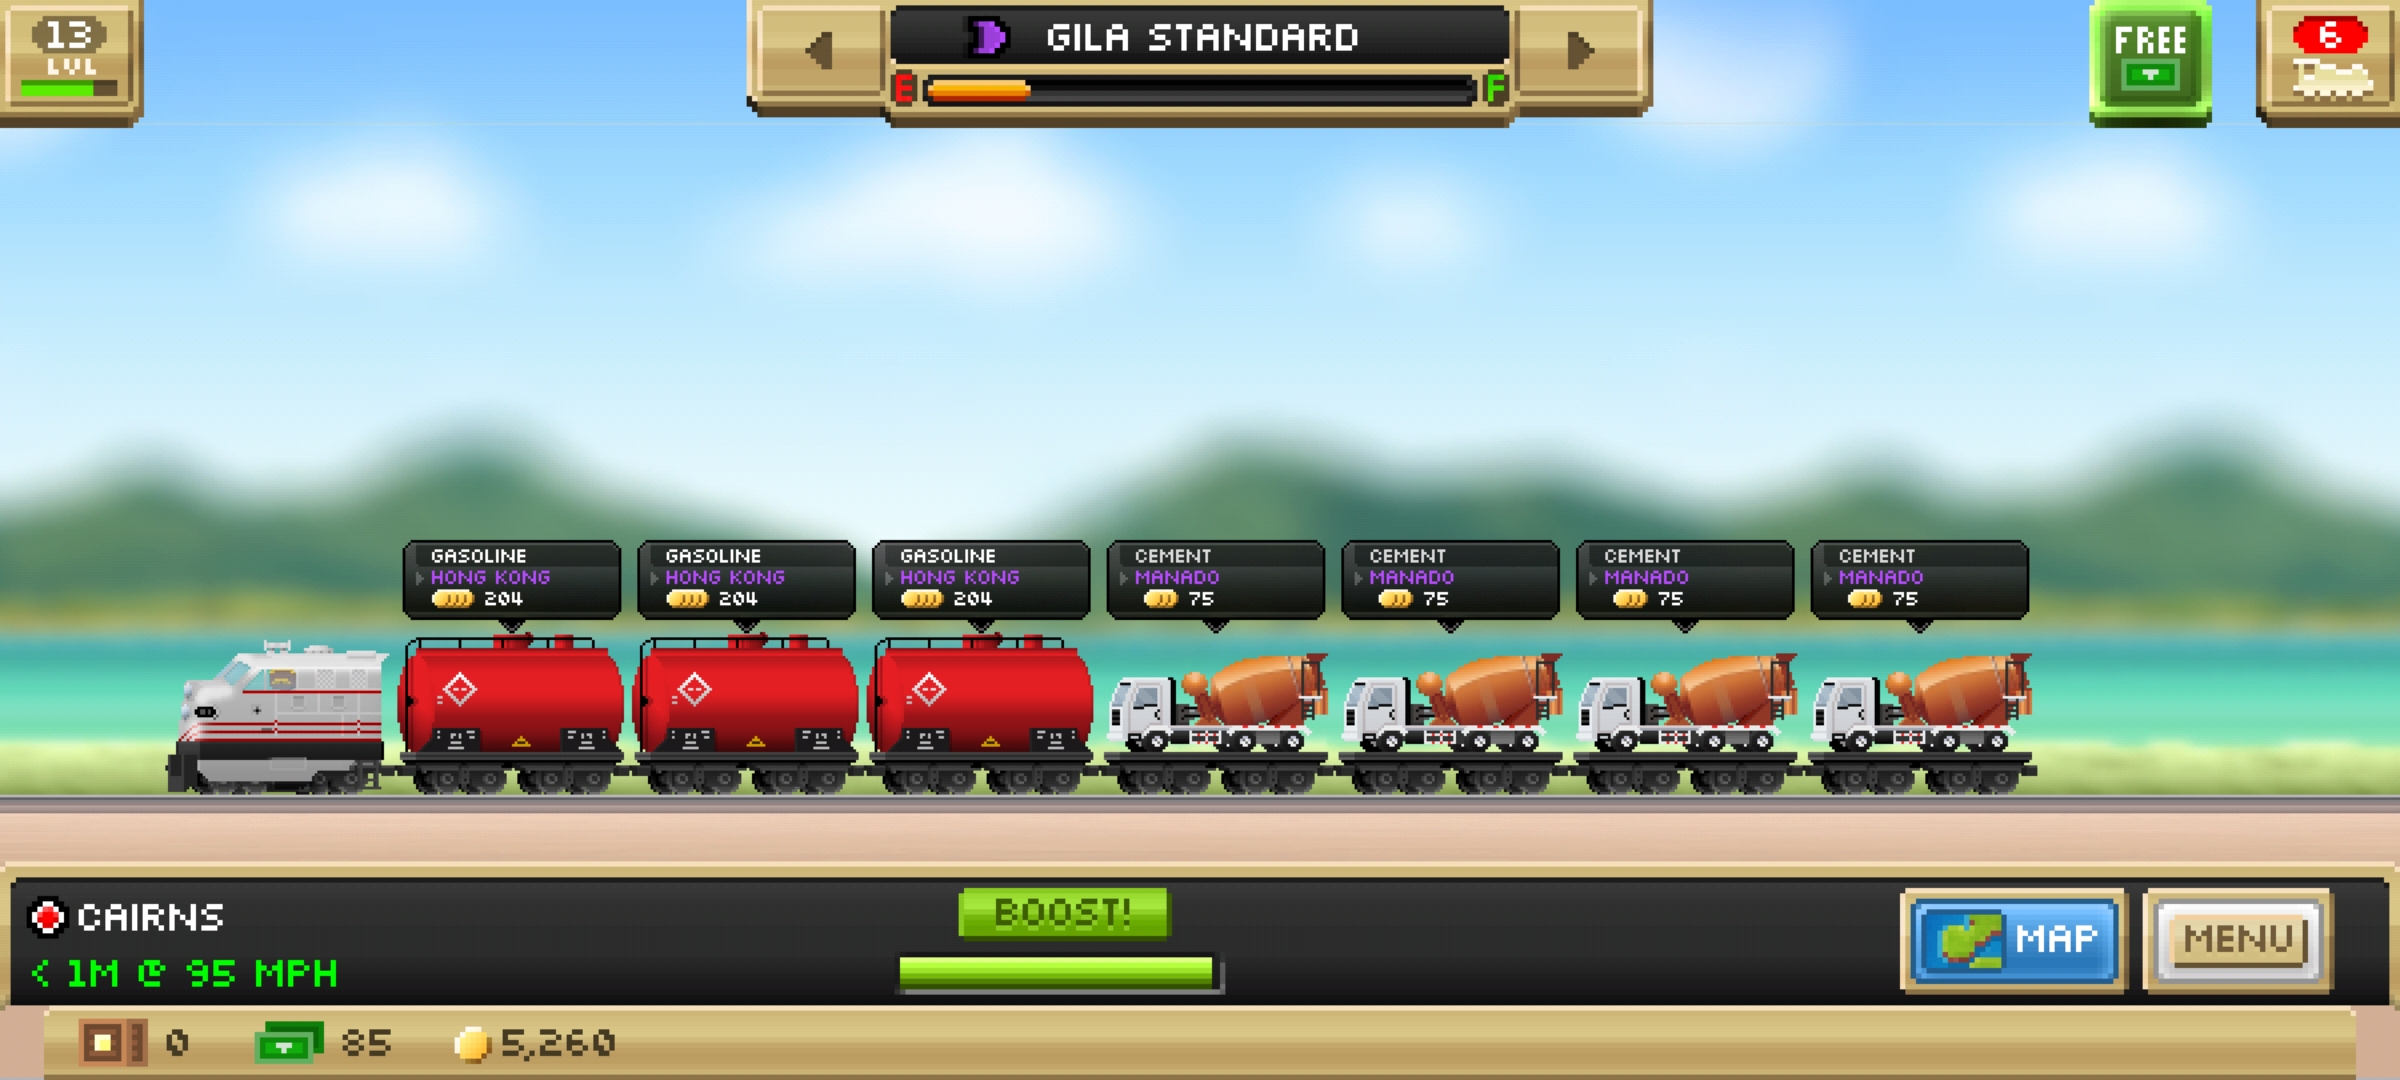 13
LVL
GILA STANDARD
E F
FREE
6
GASOLINE
HONG KONG
204
GASOLINE
HONG KONG
204
GASOLINE
HONG KONG
204
CEMENT
MANADO
75
CEMENT
MANADO
75
CEMENT
MANADO
75
CEMENT
MANADO
75
CAIRNS
< 1M @ 95 MPH
BOOST!
MAP
MENU
0 85 5,260